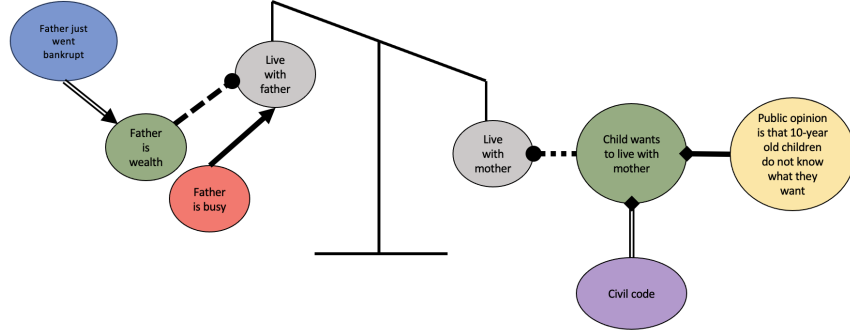 Father just
went
bankrupt
Live
with
father
Father
is
wealth
Father
is busy
Live
with
mother
Child wants
to live with
mother
Public opinion
is that 10-year
old children
do not know
what they
want
Civil code